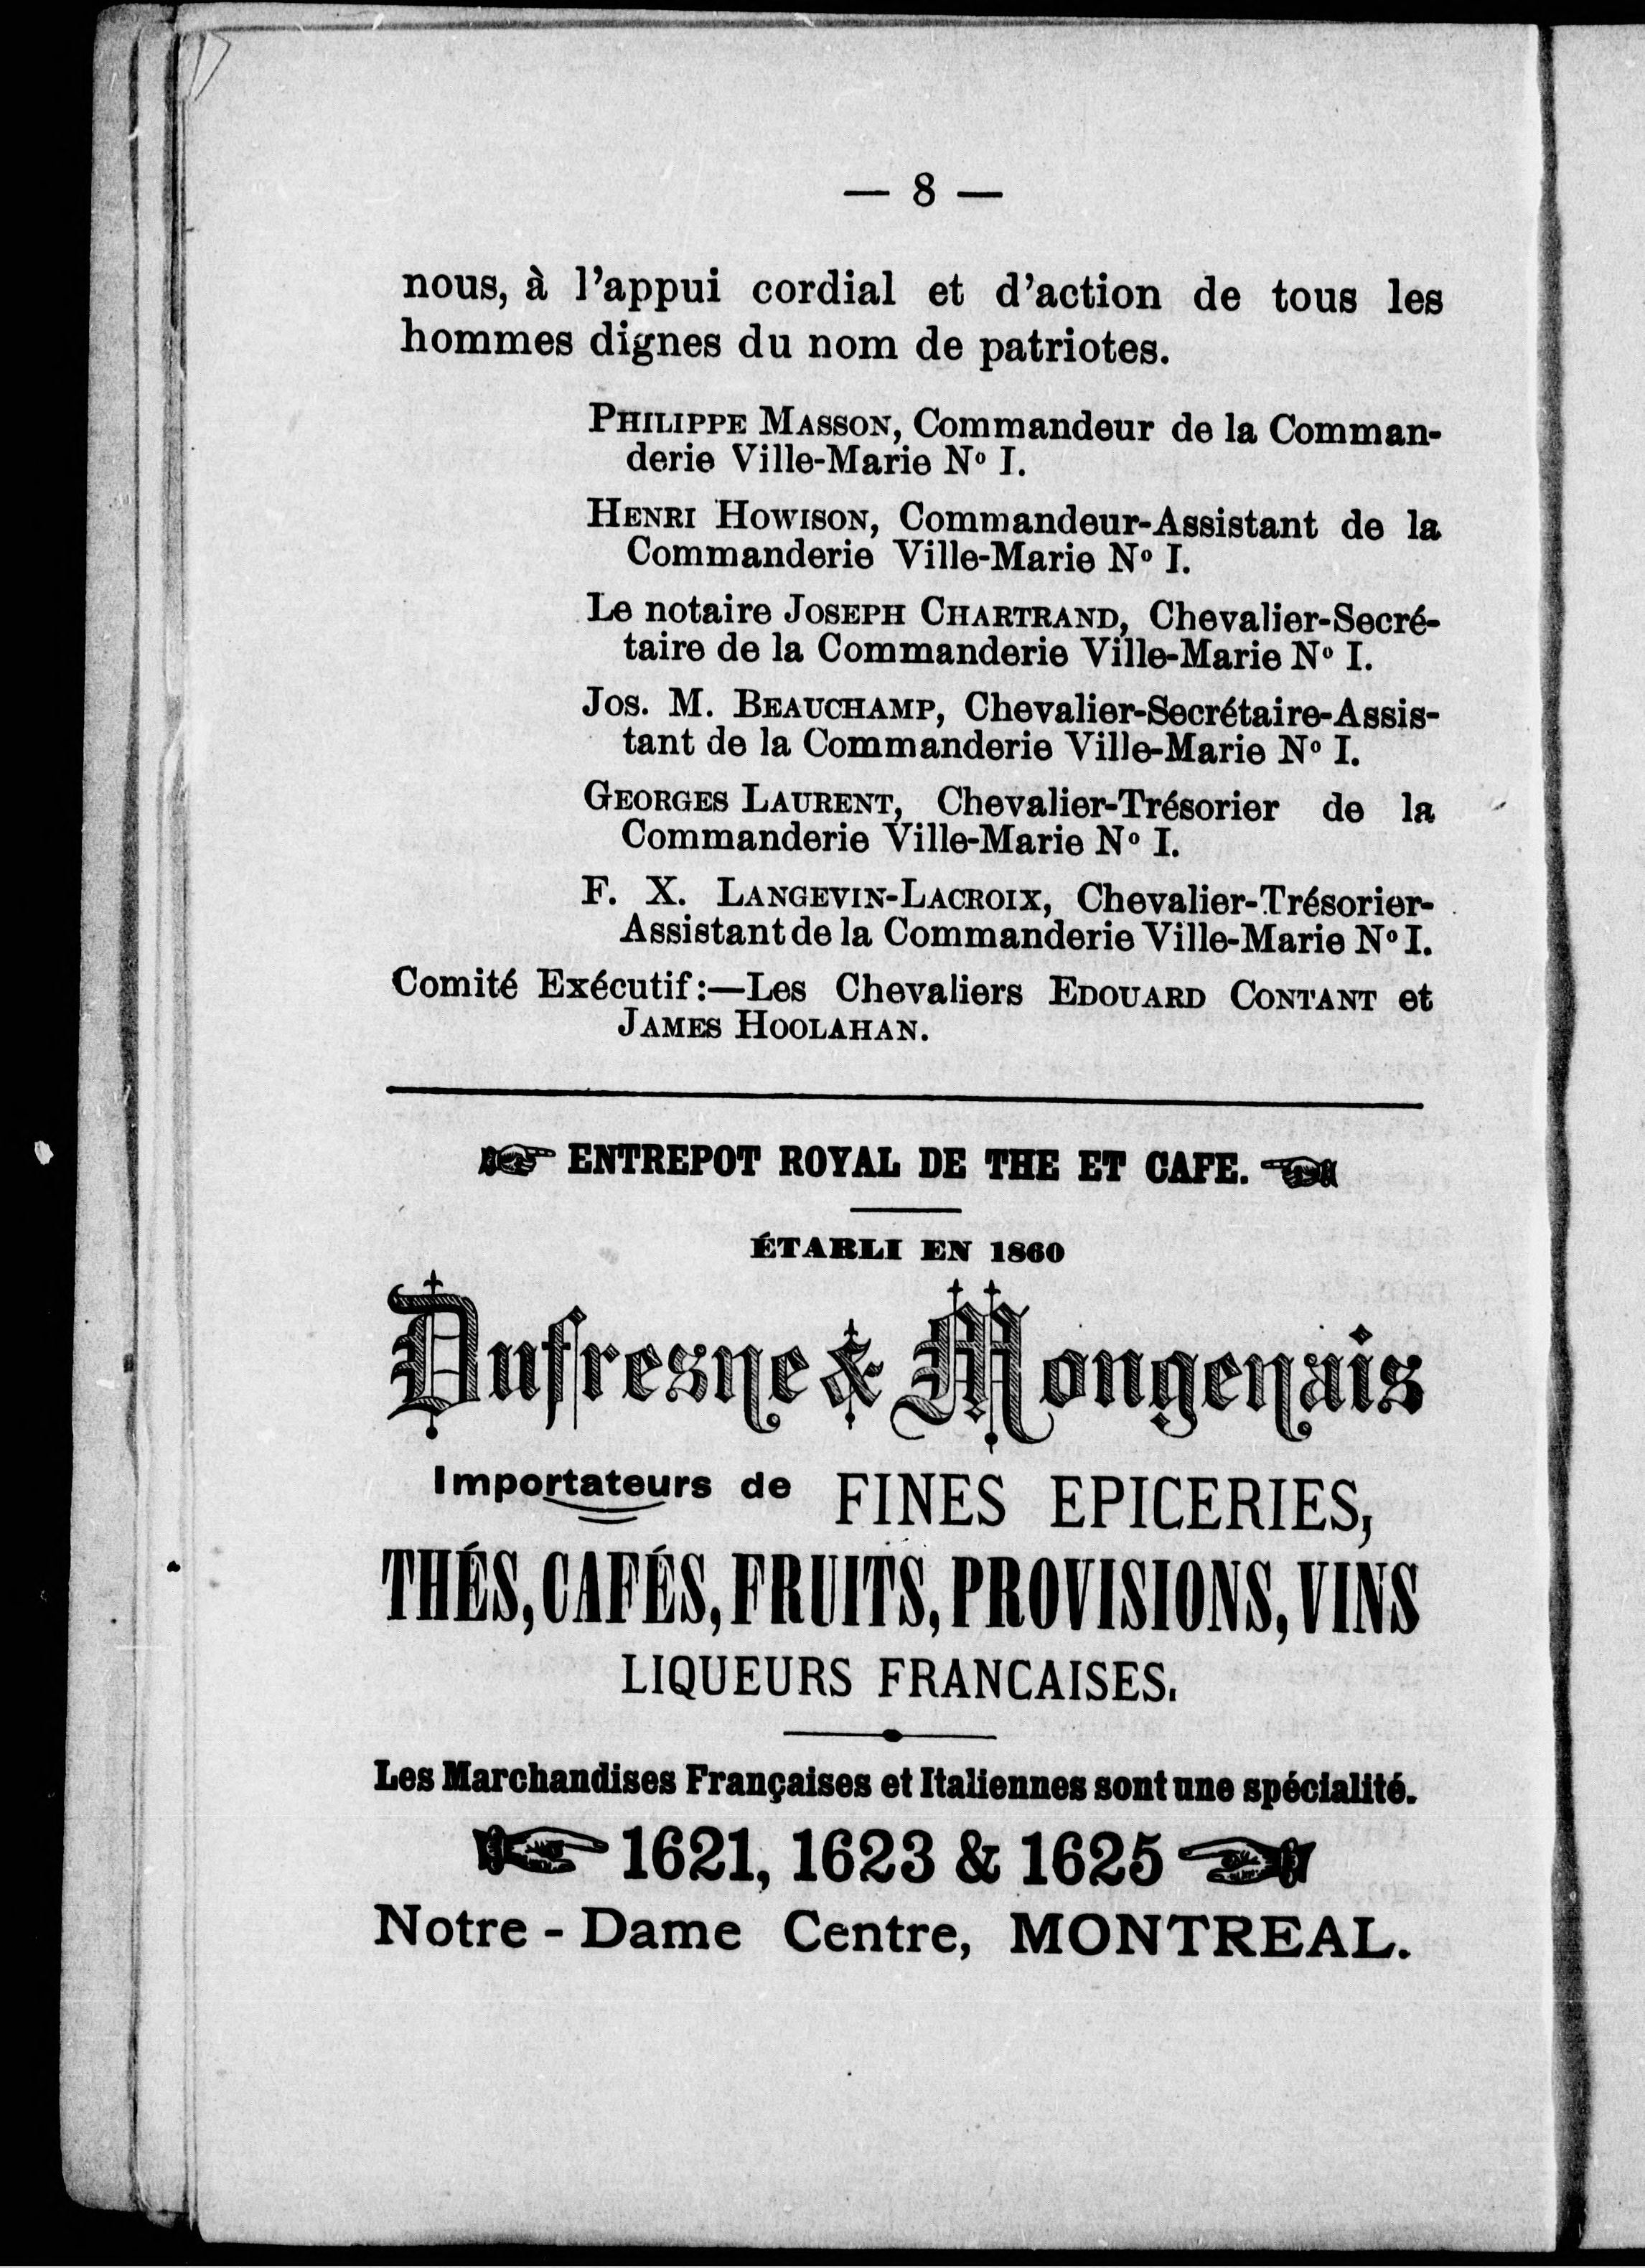 — 8 —
nous, à l'appui cordial et d'action de tous les
hommes dignes du nom de patriotes.
PHILIPPE MASSON, Commandeur de la Comman-
derie Ville-Marie Nº I.
HENRI HOWISON, Commandeur-Assistant de la
Commanderie Ville-Marie Nº I.
Le notaire JOSEPH CHARTRAND, Chevalier-Secré-
taire de la Commanderie Ville-Marie Nº I.
JOS. M. BEAUCHAMP, Chevalier-Secrétaire-Assis-
tant de la Commanderie Ville-Marie Nº I.
GEORGES LAURENT, Chevalier-Trésorier de la
Commanderie Ville-Marie Nº I.
F. X. LANGEVIN-LACROIX, Chevalier-Trésorier-
Assistant de la Commanderie Ville-Marie Nº I.
Comité Exécutif:—Les Chevaliers EDOUARD CONTANT et
JAMES HOOLAHAN.
ENTREPOT ROYAL DE THE ET CAFE.
ÉTABLI EN 1860
Dufresne & Mongenais
Importateurs de FINES EPICERIES,
THÉS, CAFÉS, FRUITS, PROVISIONS, VINS
LIQUEURS FRANCAISES.
Les Marchandises Françaises et Italiennes sont une spécialité.
1621, 1623 & 1625
Notre - Dame Centre, MONTREAL.